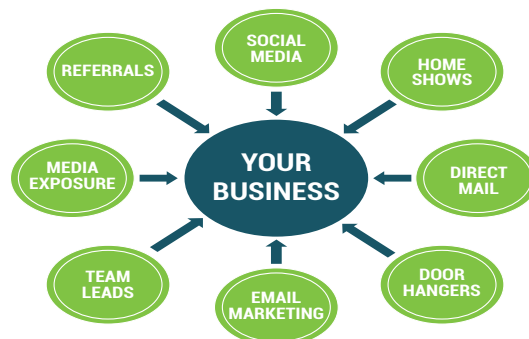 SOCIAL
MEDIA
HOME
SHOWS
DIRECT
MAIL
DOOR
HANGERS
EMAIL
MARKETING
TEAM
LEADS
MEDIA
EXPOSURE
REFERRALS
YOUR
BUSINESS